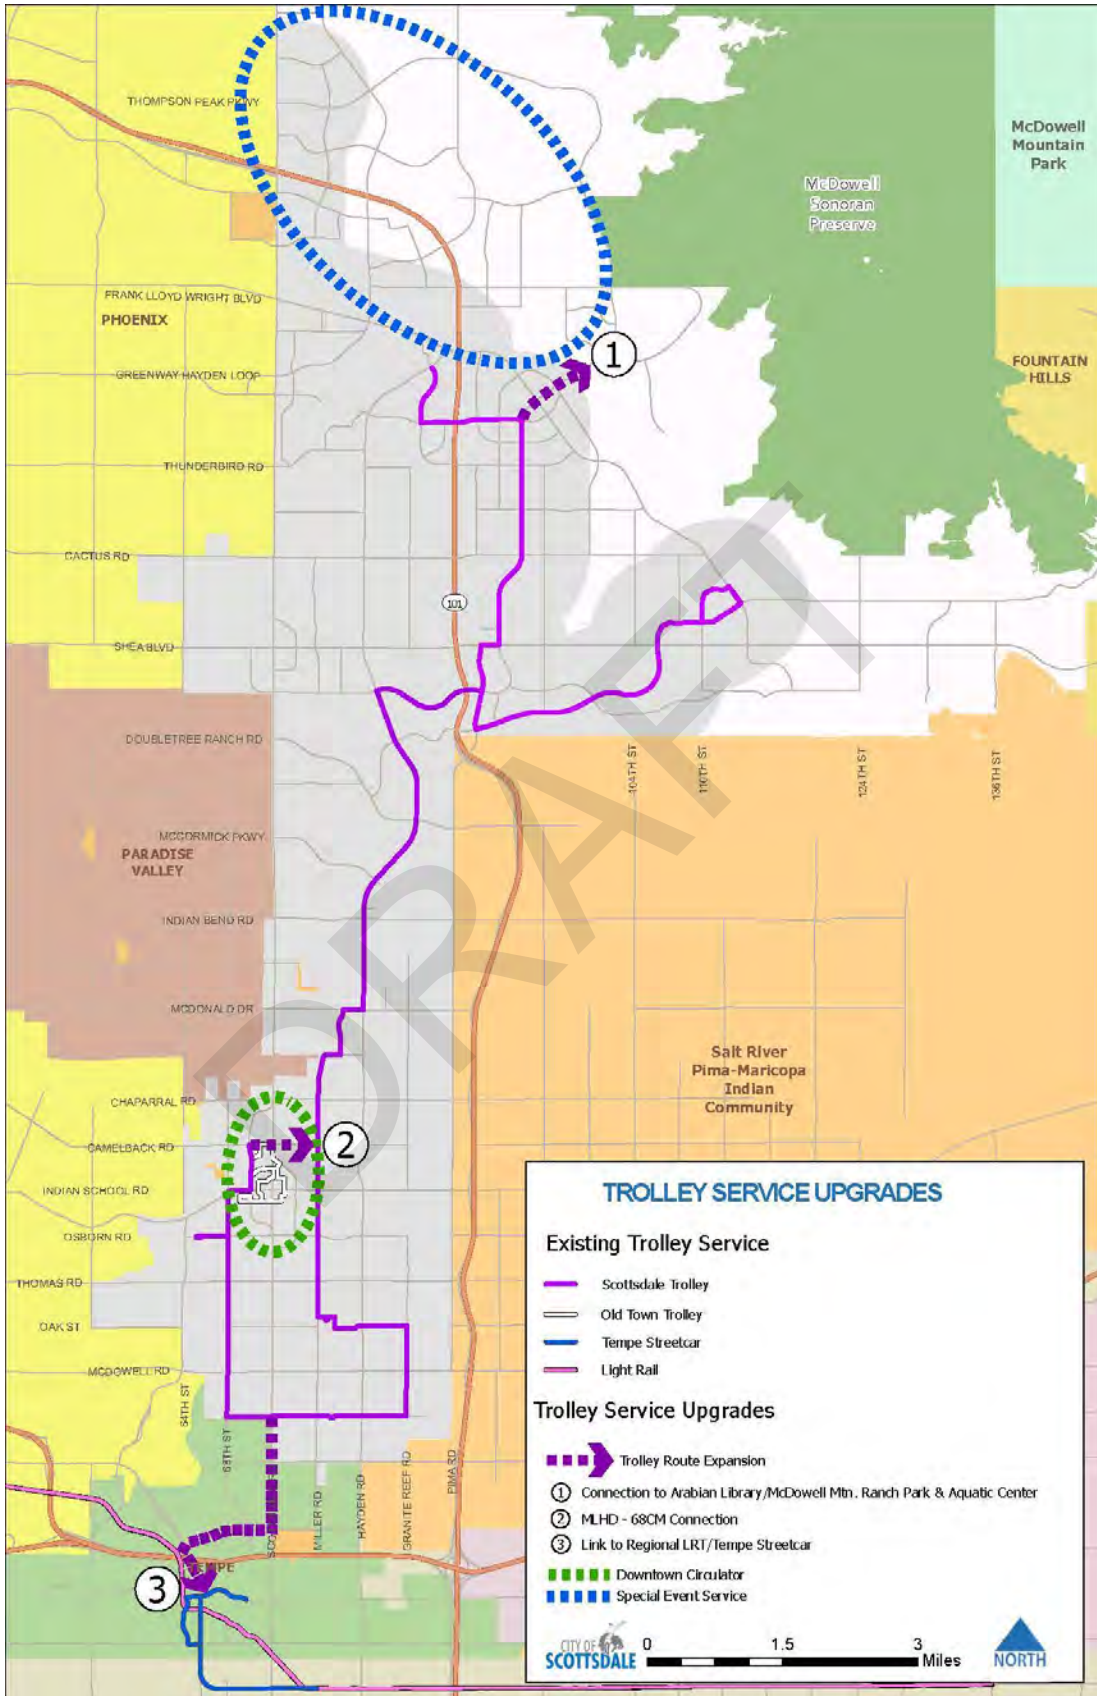 THOMPSON PEAK PKWY
McDowell
Mountain
Park
McDowell
Sonoran
Preserve
FRANK LLOYD WRIGHT BLVD
PHOENIX
1
GREENWAY HAYDEN LOOP
FOUNTAIN
HILLS
THUNDERBIRD RD
CACTUS RD
101
SHEA BLVD
DOUBLETREE RANCH RD
104TH ST
110TH ST
124TH ST
136TH ST
MCCORMICK PKWY
PARADISE
VALLEY
INDIAN BEND RD
MCDONALD DR
DRAFT
Salt River
Pima-Maricopa
Indian
Community
CHAPARRAL RD
CAMELBACK RD
2
INDIAN SCHOOL RD
OSBORN RD
THOMAS RD
OAK ST
MCDOWELL RD
64TH ST
68TH ST
MILLER RD
HAYDEN RD
GRANITE REEF RD
PIMA RD
TEMPE
3
TROLLEY SERVICE UPGRADES
Existing Trolley Service
Scottsdale Trolley
Old Town Trolley
Tempe Streetcar
Light Rail
Trolley Service Upgrades
Trolley Route Expansion
1 Connection to Arabian Library/McDowell Mtn. Ranch Park & Aquatic Center
2 MLHD - 68CM Connection
3 Link to Regional LRT/Tempe Streetcar
Downtown Circulator
Special Event Service
CITY OF
SCOTTSDALE
0 1.5 3
Miles
NORTH